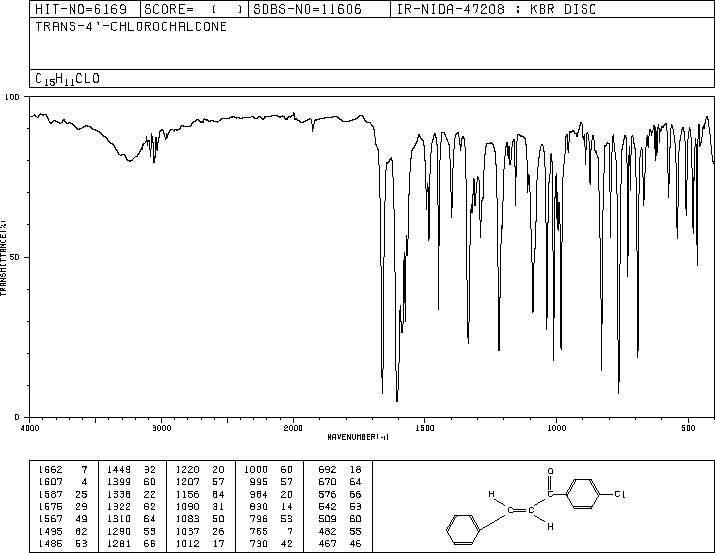 HIT-NO=6169 SCORE= ( ) SDBS-NO=11606 IR-NIDA-47208 : KBR DISC
TRANS-4'-CHLOROCHALCONE
C15H11CLO
100
50
0
TRANSMITTANCE(%)
4000 3000 2000 1500 1000 500
WAVENUMBER(-1)
1662 7 1449 32 1220 20 1000 60 692 18
1607 4 1399 60 1207 57 995 57 670 64
1587 25 1338 22 1156 64 984 20 576 66
1576 29 1322 62 1090 31 830 14 542 53
1567 49 1310 64 1083 50 796 53 509 60
1495 62 1290 53 1037 26 765 7 482 55
1486 53 1281 66 1012 17 730 42 467 46
O
H
C
Cl
C C
H